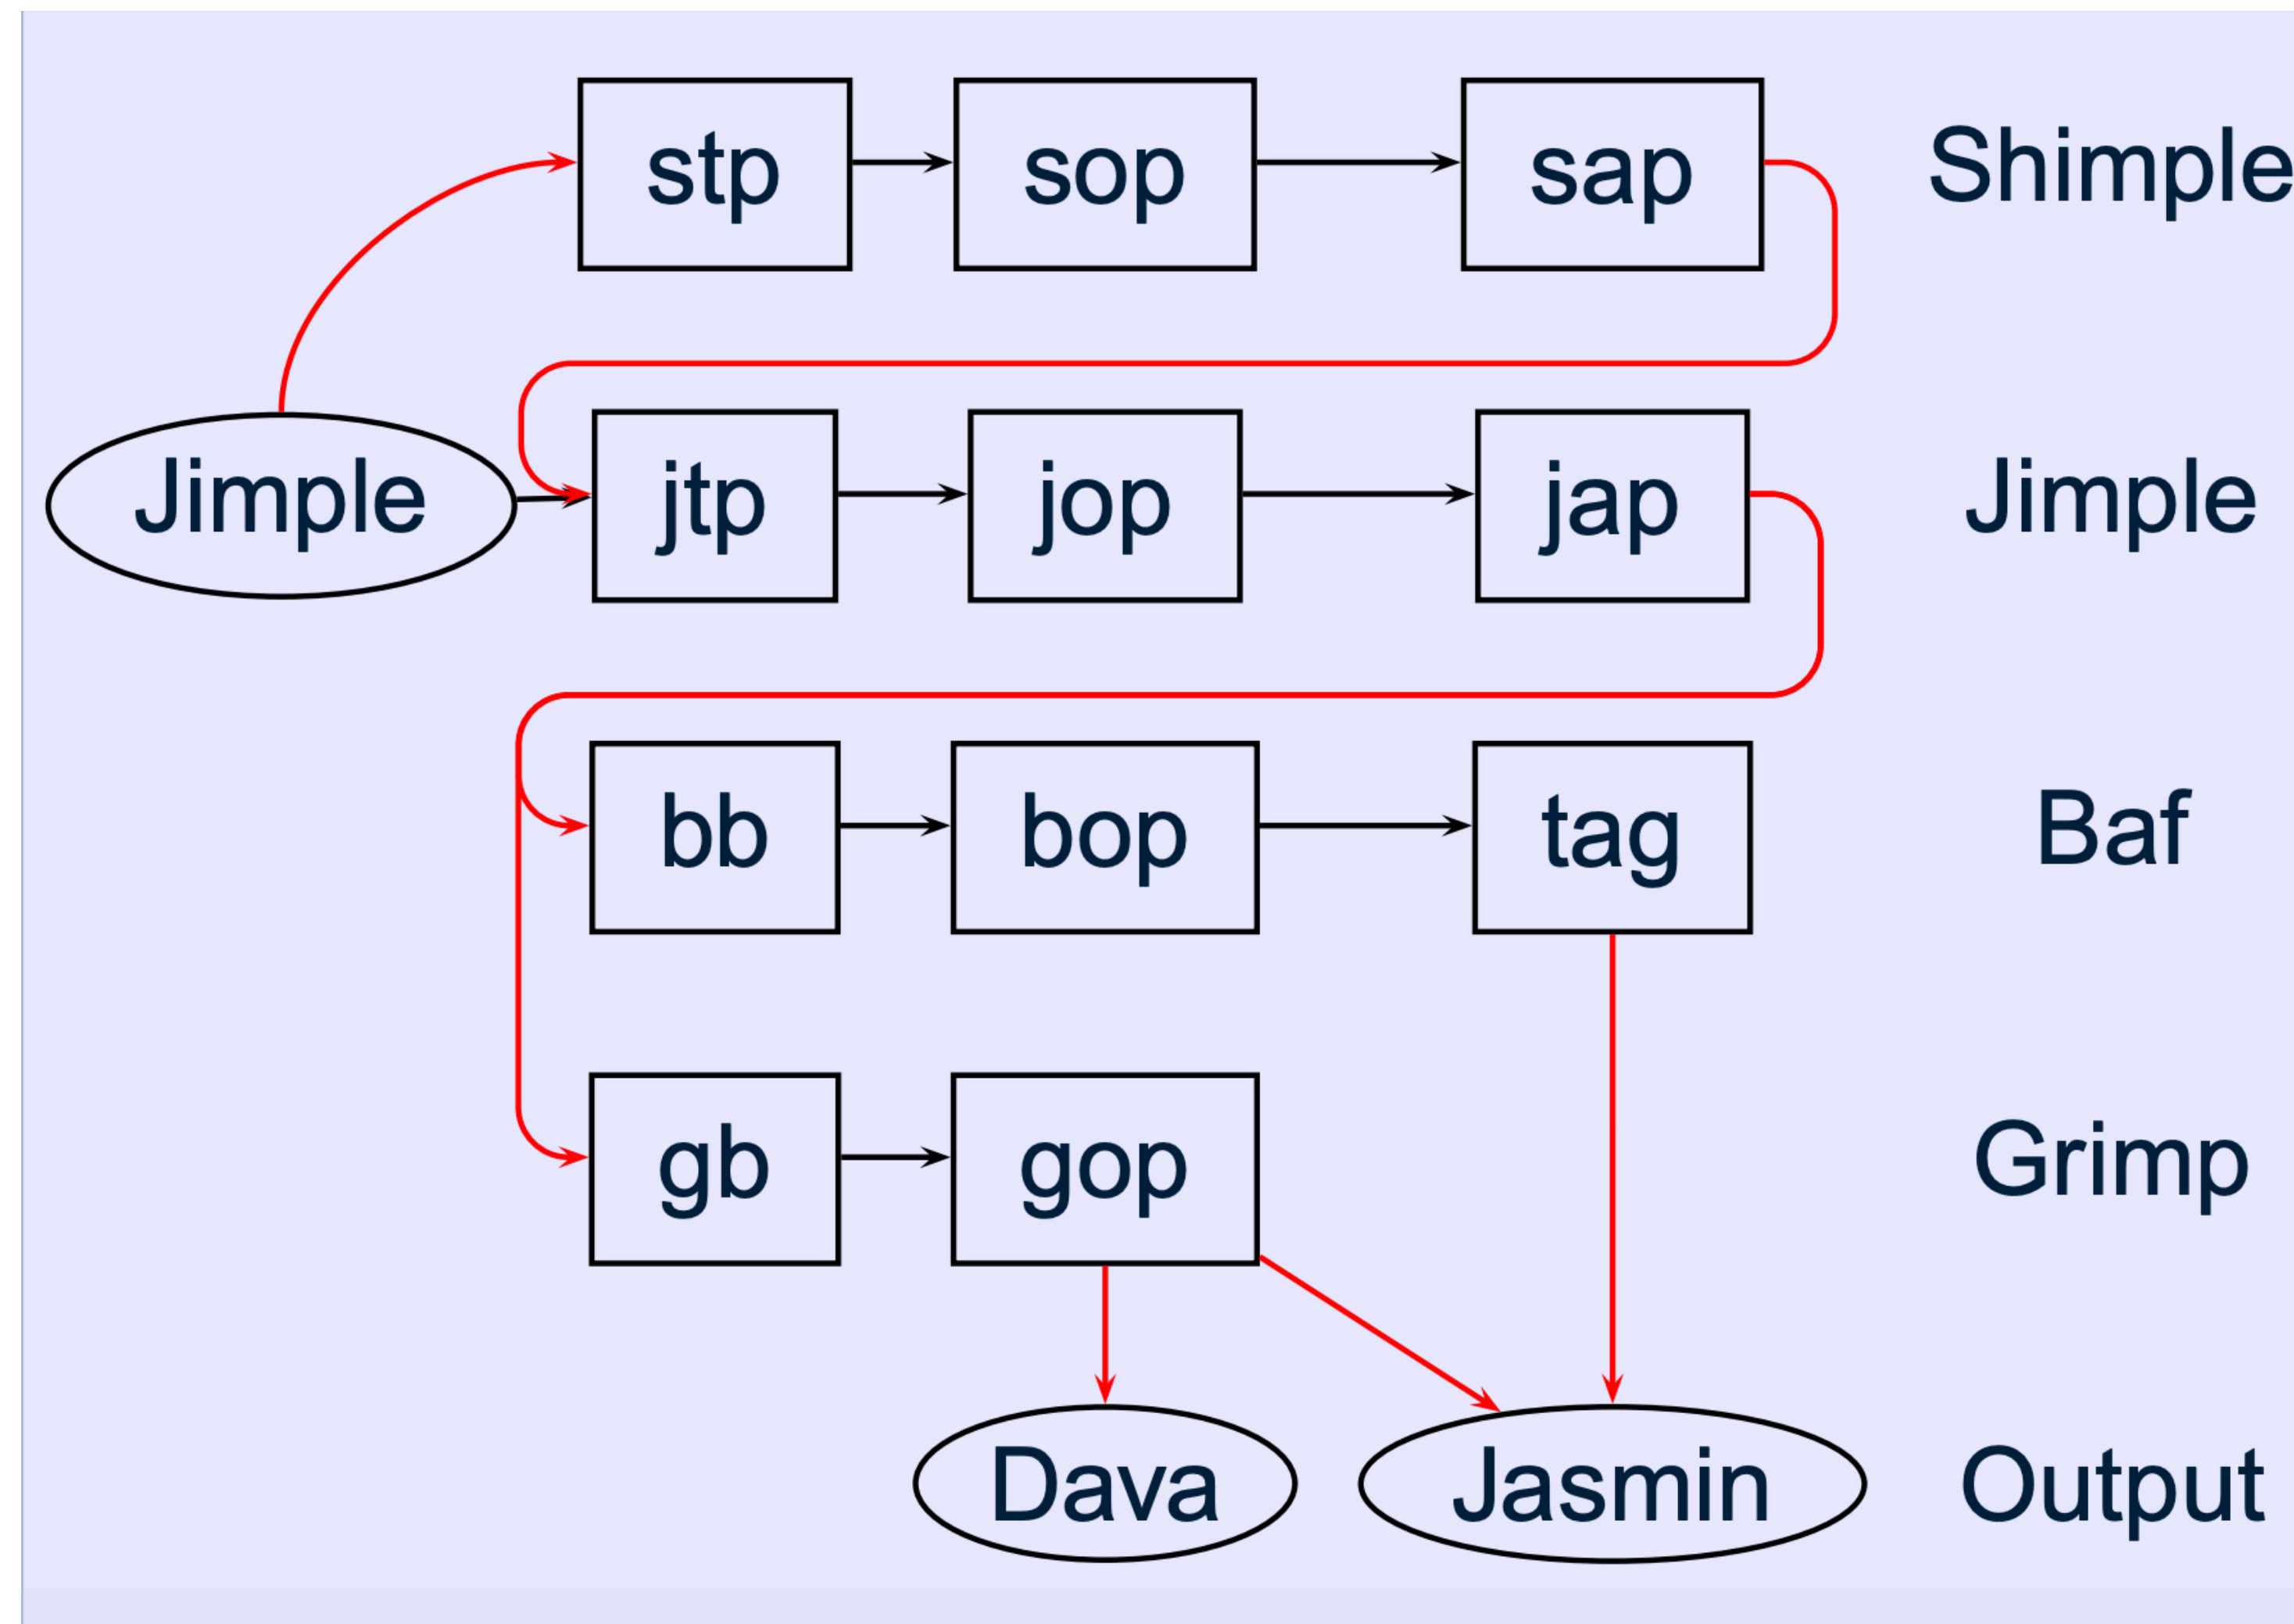 stp sop sap Shimple
Jimple jtp jop jap Jimple
bb bop tag Baf
gb gop Grimp
Dava Jasmin Output